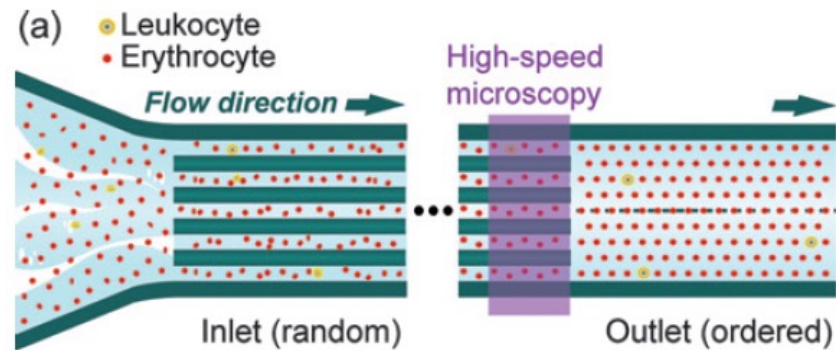 (a)
Leukocyte
Erythrocyte
Flow direction
High-speed
microscopy
Inlet (random)
Outlet (ordered)